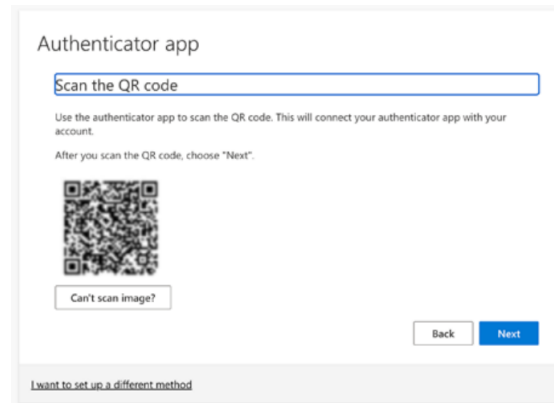 Authenticator app
Scan the QR code
Use the authenticator app to scan the QR code. This will connect your authenticator app with your
account.
After you scan the QR code, choose "Next".
Can't scan image?
Back
Next
I want to set up a different method